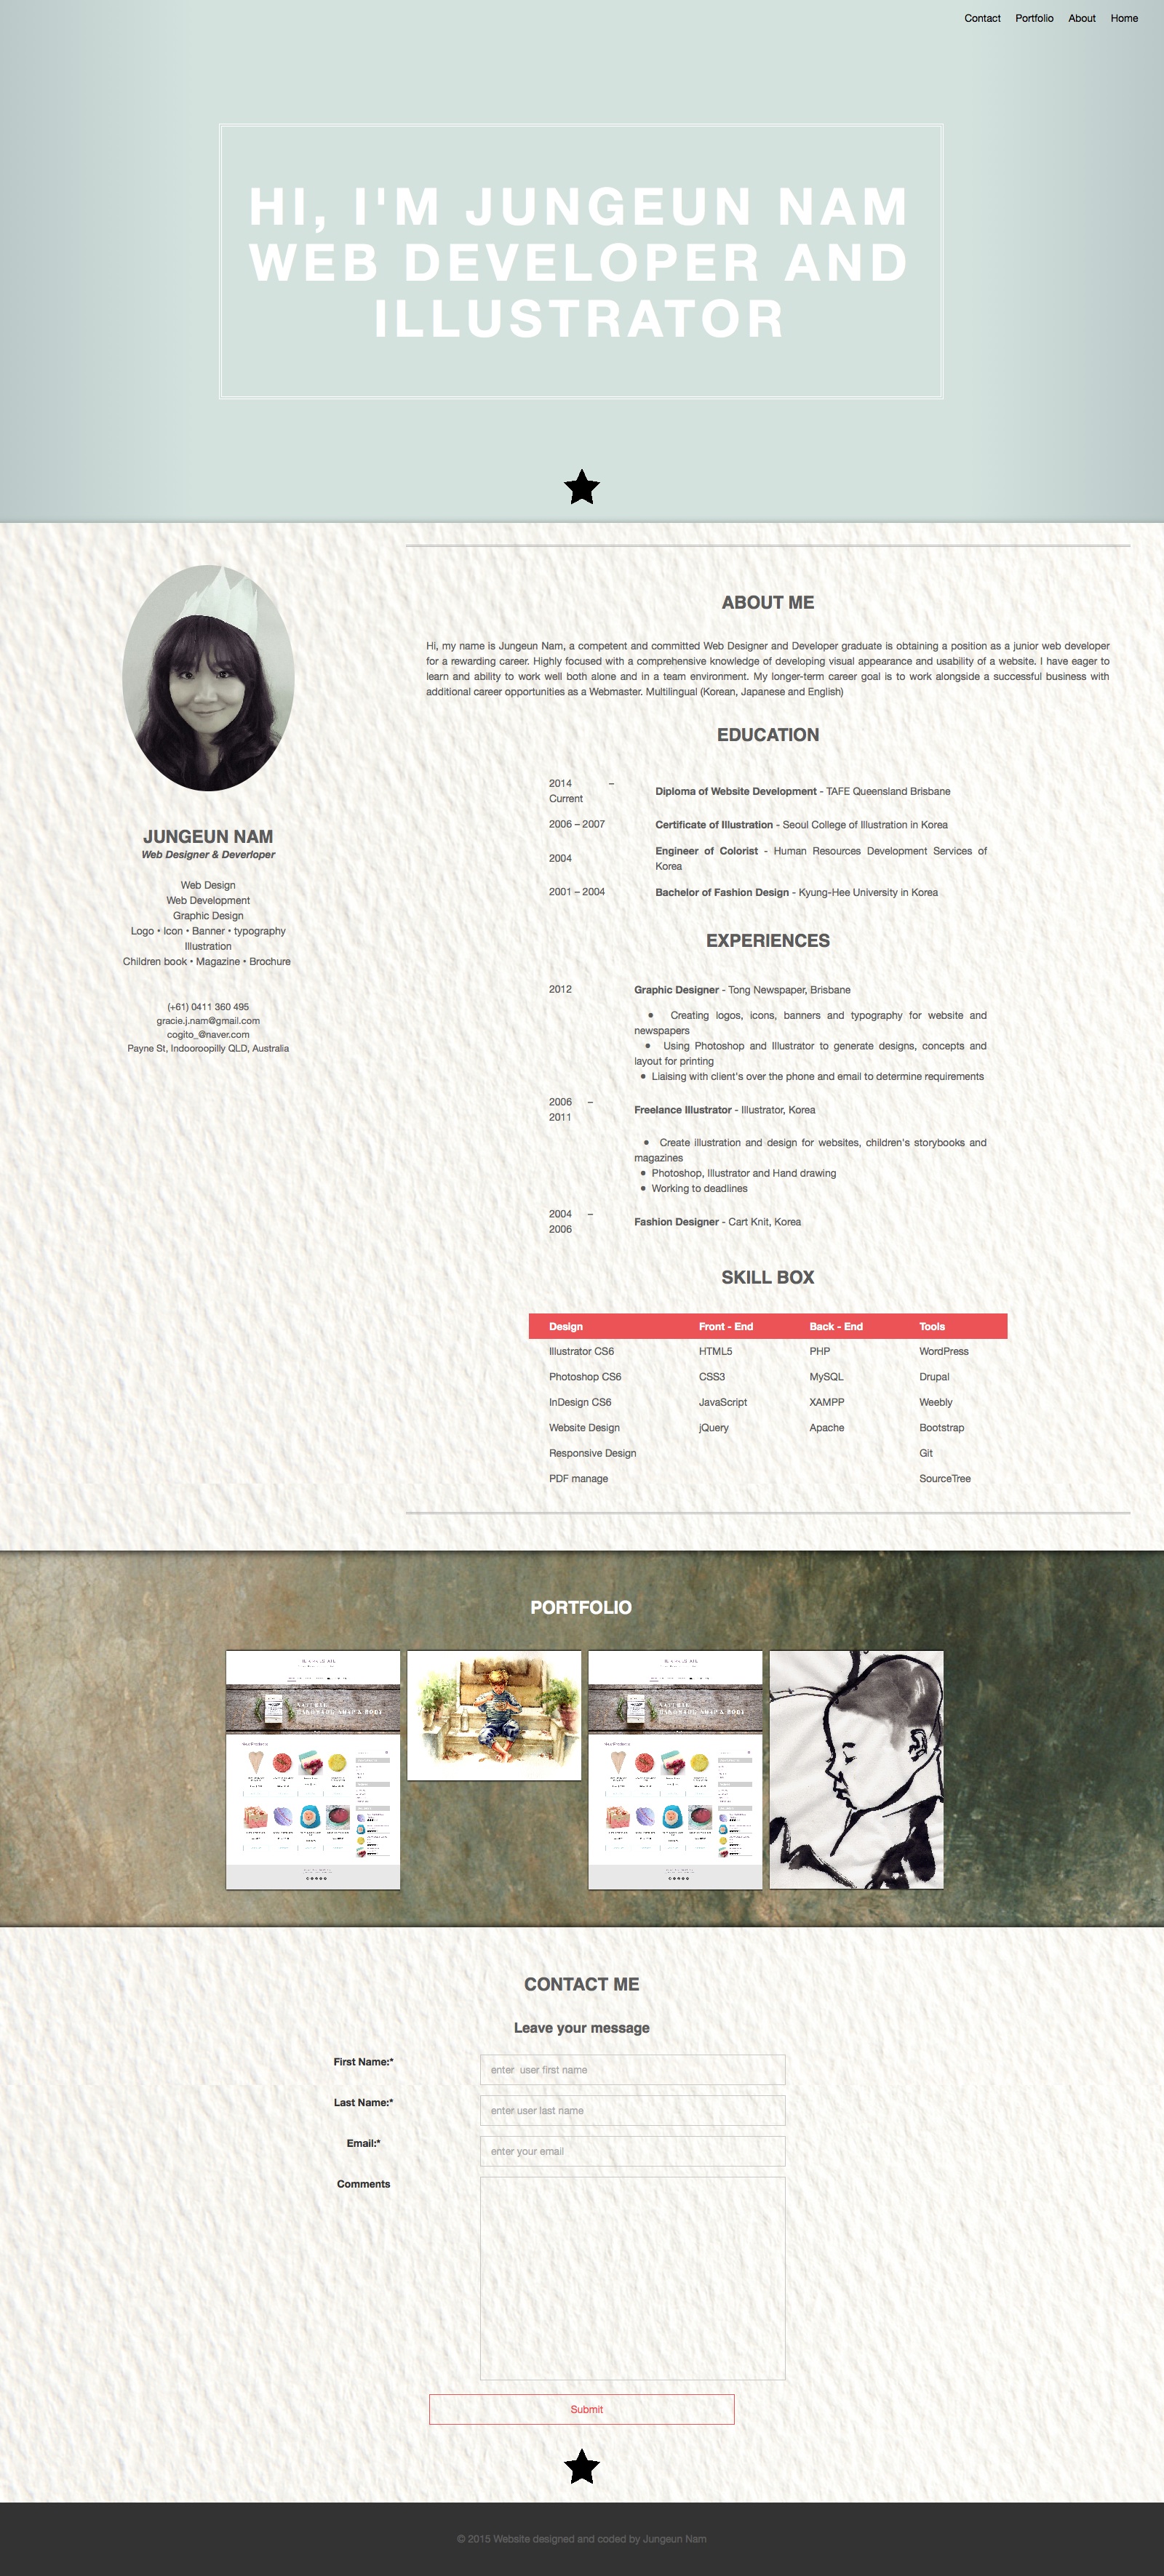 Contact Portfolio About Home
HI, I'M JUNGEUN NAM
WEB DEVELOPER AND
ILLUSTRATOR
JUNGEUN NAM
Web Designer & Deverloper
Web Design
Web Development
Graphic Design
Logo • Icon • Banner • typography
Illustration
Children book • Magazine • Brochure
(+61) 0411 360 495
gracie.j.nam@gmail.com
cogito_@naver.com
Payne St, Indooroopilly QLD, Australia
ABOUT ME
Hi, my name is Jungeun Nam, a competent and committed Web Designer and Developer graduate is obtaining a position as a junior web developer
for a rewarding career. Highly focused with a comprehensive knowledge of developing visual appearance and usability of a website. I have eager to
learn and ability to work well both alone and in a team environment. My longer-term career goal is to work alongside a successful business with
additional career opportunities as a Webmaster. Multilingual (Korean, Japanese and English)
EDUCATION
2014 –
Current
Diploma of Website Development - TAFE Queensland Brisbane
2006 – 2007
Certificate of Illustration - Seoul College of Illustration in Korea
2004
Engineer of Colorist - Human Resources Development Services of
Korea
2001 – 2004
Bachelor of Fashion Design - Kyung-Hee University in Korea
EXPERIENCES
2012
Graphic Designer - Tong Newspaper, Brisbane
• Creating logos, icons, banners and typography for website and
newspapers
• Using Photoshop and Illustrator to generate designs, concepts and
layout for printing
• Liaising with client's over the phone and email to determine requirements
2006 –
2011
Freelance Illustrator - Illustrator, Korea
• Create illustration and design for websites, children's storybooks and
magazines
• Photoshop, Illustrator and Hand drawing
• Working to deadlines
2004 –
2006
Fashion Designer - Cart Knit, Korea
SKILL BOX
Design Front - End Back - End Tools
Illustrator CS6 HTML5 PHP WordPress
Photoshop CS6 CSS3 MySQL Drupal
InDesign CS6 JavaScript XAMPP Weebly
Website Design jQuery Apache Bootstrap
Responsive Design Git
PDF manage SourceTree
PORTFOLIO
CONTACT ME
Leave your message
First Name:* enter  user first name
Last Name:* enter user last name
Email:* enter your email
Comments
Submit
© 2015 Website designed and coded by Jungeun Nam